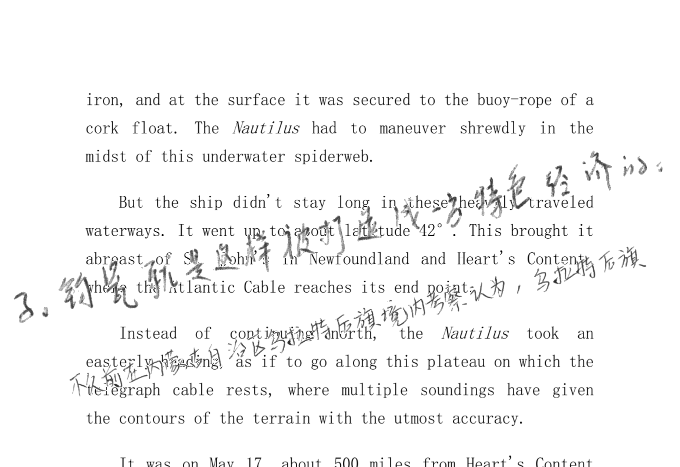 iron, and at the surface it was secured to the buoy-rope of a
cork float. The Nautilus had to maneuver shrewdly in the
midst of this underwater spiderweb.
But the ship didn't stay long in these heavily traveled
waterways. It went up to about latitude 42°. This brought it
abreast of St. John's in Newfoundland and Heart's Content,
where the Atlantic Cable reaches its end point.
3、钧瓷就是这样被打造成一方特色经济的:
Instead of continuing north, the Nautilus took an
easterly heading, as if to go along this plateau on which the
telegraph cable rests, where multiple soundings have given
the contours of the terrain with the utmost accuracy.
不久前在内蒙古自治区乌拉特后旗境内考察认为，乌拉特后旗
It was on May 17, about 500 miles from Heart's Content